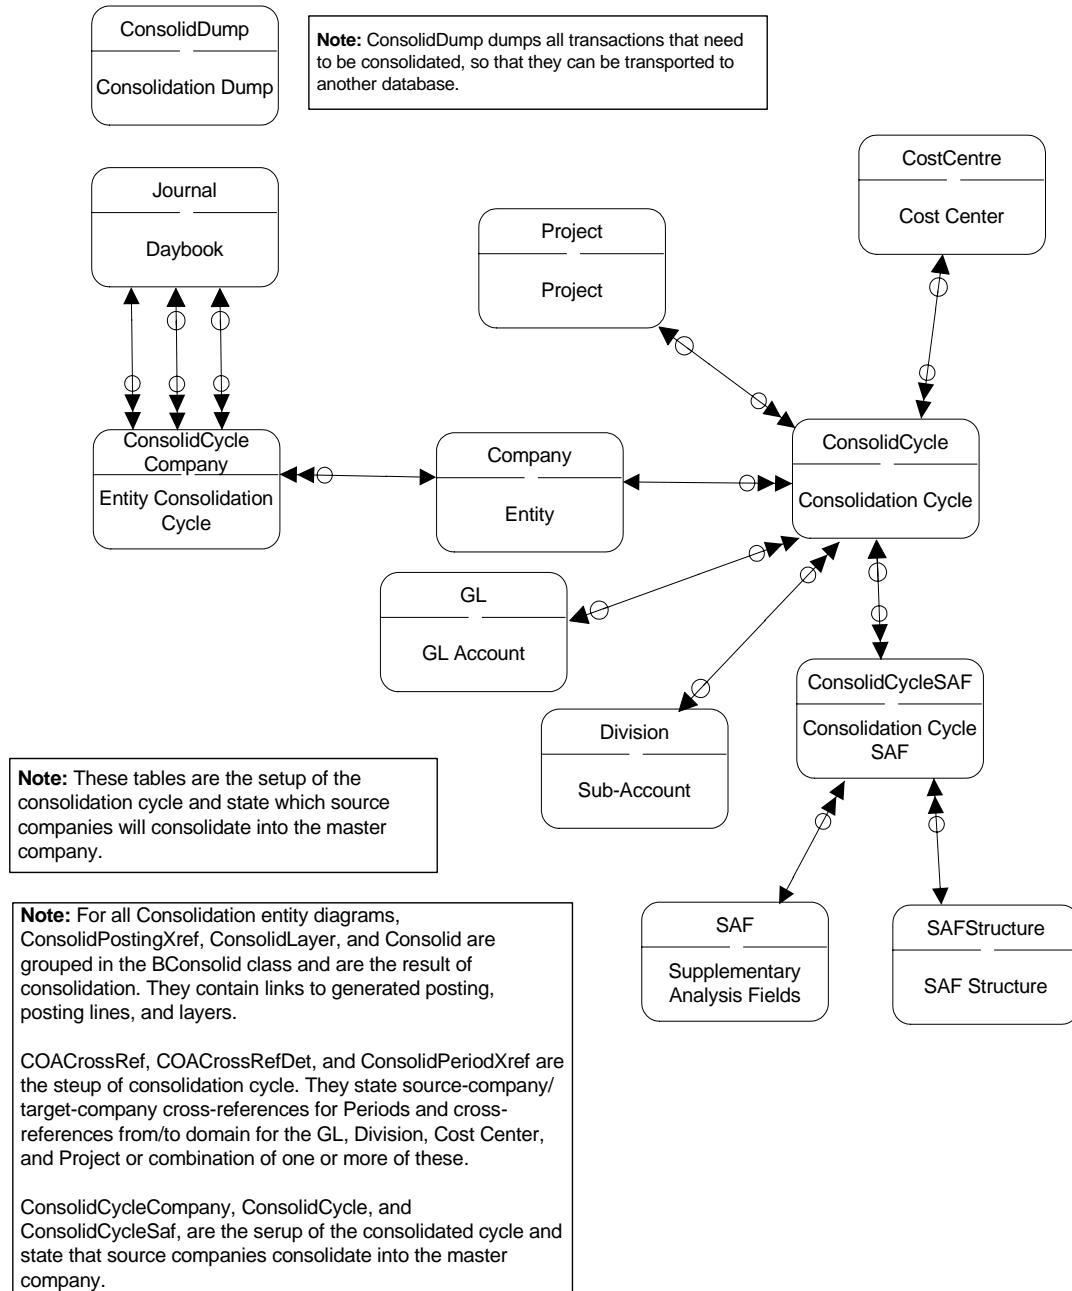 ConsolidDump
Consolidation Dump
Note: ConsolidDump dumps all transactions that need
to be consolidated, so that they can be transported to
another database.
Journal
Daybook
Project
Project
CostCentre
Cost Center
ConsolidCycle
Company
Entity Consolidation
Cycle
Company
Entity
ConsolidCycle
Consolidation Cycle
GL
GL Account
Division
Sub-Account
ConsolidCycleSAF
Consolidation Cycle
SAF
Note: These tables are the setup of the
consolidation cycle and state which source
companies will consolidate into the master
company.
SAF
Supplementary
Analysis Fields
SAFStructure
SAF Structure
Note: For all Consolidation entity diagrams,
ConsolidPostingXref, ConsolidLayer, and Consolid are
grouped in the BConsolid class and are the result of
consolidation. They contain links to generated posting,
posting lines, and layers.
COACrossRef, COACrossRefDet, and ConsolidPeriodXref are
the steup of consolidation cycle. They state source-company/
target-company cross-references for Periods and cross-
references from/to domain for the GL, Division, Cost Center,
and Project or combination of one or more of these.
ConsolidCycleCompany, ConsolidCycle, and
ConsolidCycleSaf, are the serup of the consolidated cycle and
state that source companies consolidate into the master
company.